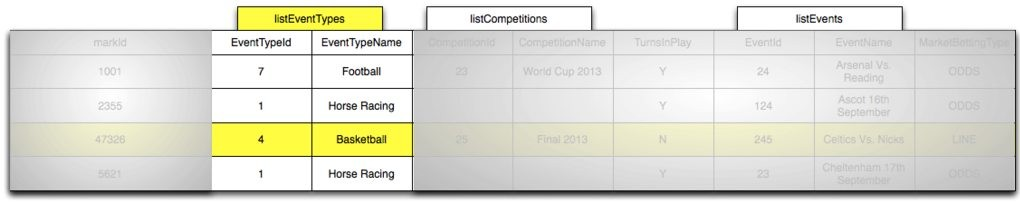 listEventTypes listCompetitions listEvents
markId EventTypeId EventTypeName CompetitionId CompetitionName TurnsInPlay EventId EventName MarketBettingType
1001 7 Football 23 World Cup 2013 Y 24 Arsenal Vs. Reading ODDS
2355 1 Horse Racing Y 124 Ascot 16th September ODDS
47326 4 Basketball 25 Final 2013 N 245 Celtics Vs. Nicks LINE
5621 1 Horse Racing Y 23 Cheltenham 17th September ODDS